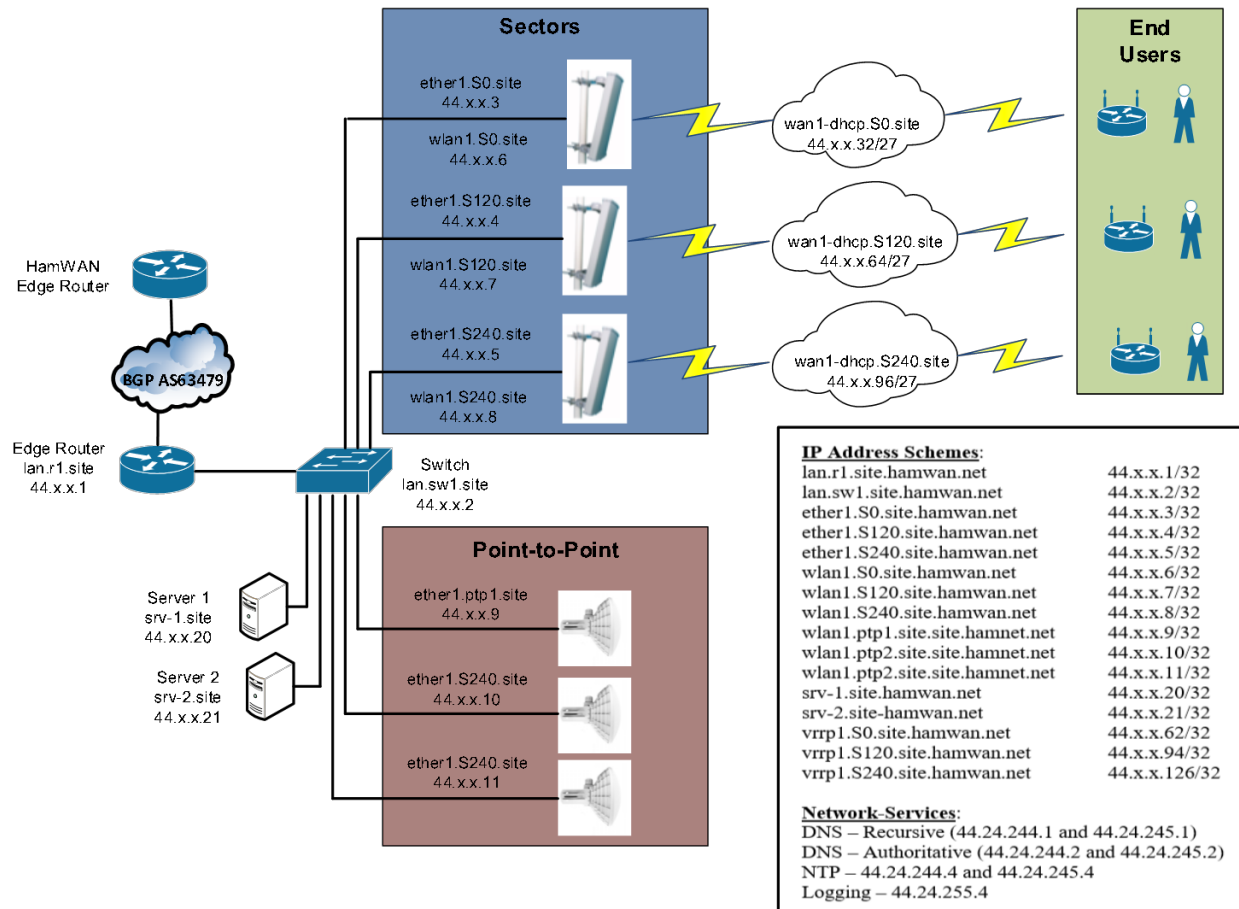 Sectors
ether1.S0.site
44.x.x.3
wlan1.S0.site
44.x.x.6
ether1.S120.site
44.x.x.4
wlan1.S120.site
44.x.x.7
ether1.S240.site
44.x.x.5
wlan1.S240.site
44.x.x.8
wan1-dhcp.S0.site
44.x.x.32/27
wan1-dhcp.S120.site
44.x.x.64/27
wan1-dhcp.S240.site
44.x.x.96/27
End
Users
HamWAN
Edge Router
BGP AS63479
Edge Router
lan.r1.site
44.x.x.1
Switch
lan.sw1.site
44.x.x.2
Server 1
srv-1.site
44.x.x.20
Server 2
srv-2.site
44.x.x.21
Point-to-Point
ether1.ptp1.site
44.x.x.9
ether1.S240.site
44.x.x.10
ether1.S240.site
44.x.x.11
IP Address Schemes:
lan.r1.site.hamwan.net 44.x.x.1/32
lan.sw1.site.hamwan.net 44.x.x.2/32
ether1.S0.site.hamwan.net 44.x.x.3/32
ether1.S120.site.hamwan.net 44.x.x.4/32
ether1.S240.site.hamwan.net 44.x.x.5/32
wlan1.S0.site.hamwan.net 44.x.x.6/32
wlan1.S120.site.hamwan.net 44.x.x.7/32
wlan1.S240.site.hamwan.net 44.x.x.8/32
wlan1.ptp1.site.site.hamnet.net 44.x.x.9/32
wlan1.ptp2.site.site.hamnet.net 44.x.x.10/32
wlan1.ptp2.site.site.hamnet.net 44.x.x.11/32
srv-1.site.hamwan.net 44.x.x.20/32
srv-2.site-hamwan.net 44.x.x.21/32
vrrp1.S0.site.hamwan.net 44.x.x.62/32
vrrp1.S120.site.hamwan.net 44.x.x.94/32
vrrp1.S240.site.hamwan.net 44.x.x.126/32
Network-Services:
DNS – Recursive (44.24.244.1 and 44.24.245.1)
DNS – Authoritative (44.24.244.2 and 44.24.245.2)
NTP – 44.24.244.4 and 44.24.245.4
Logging – 44.24.255.4